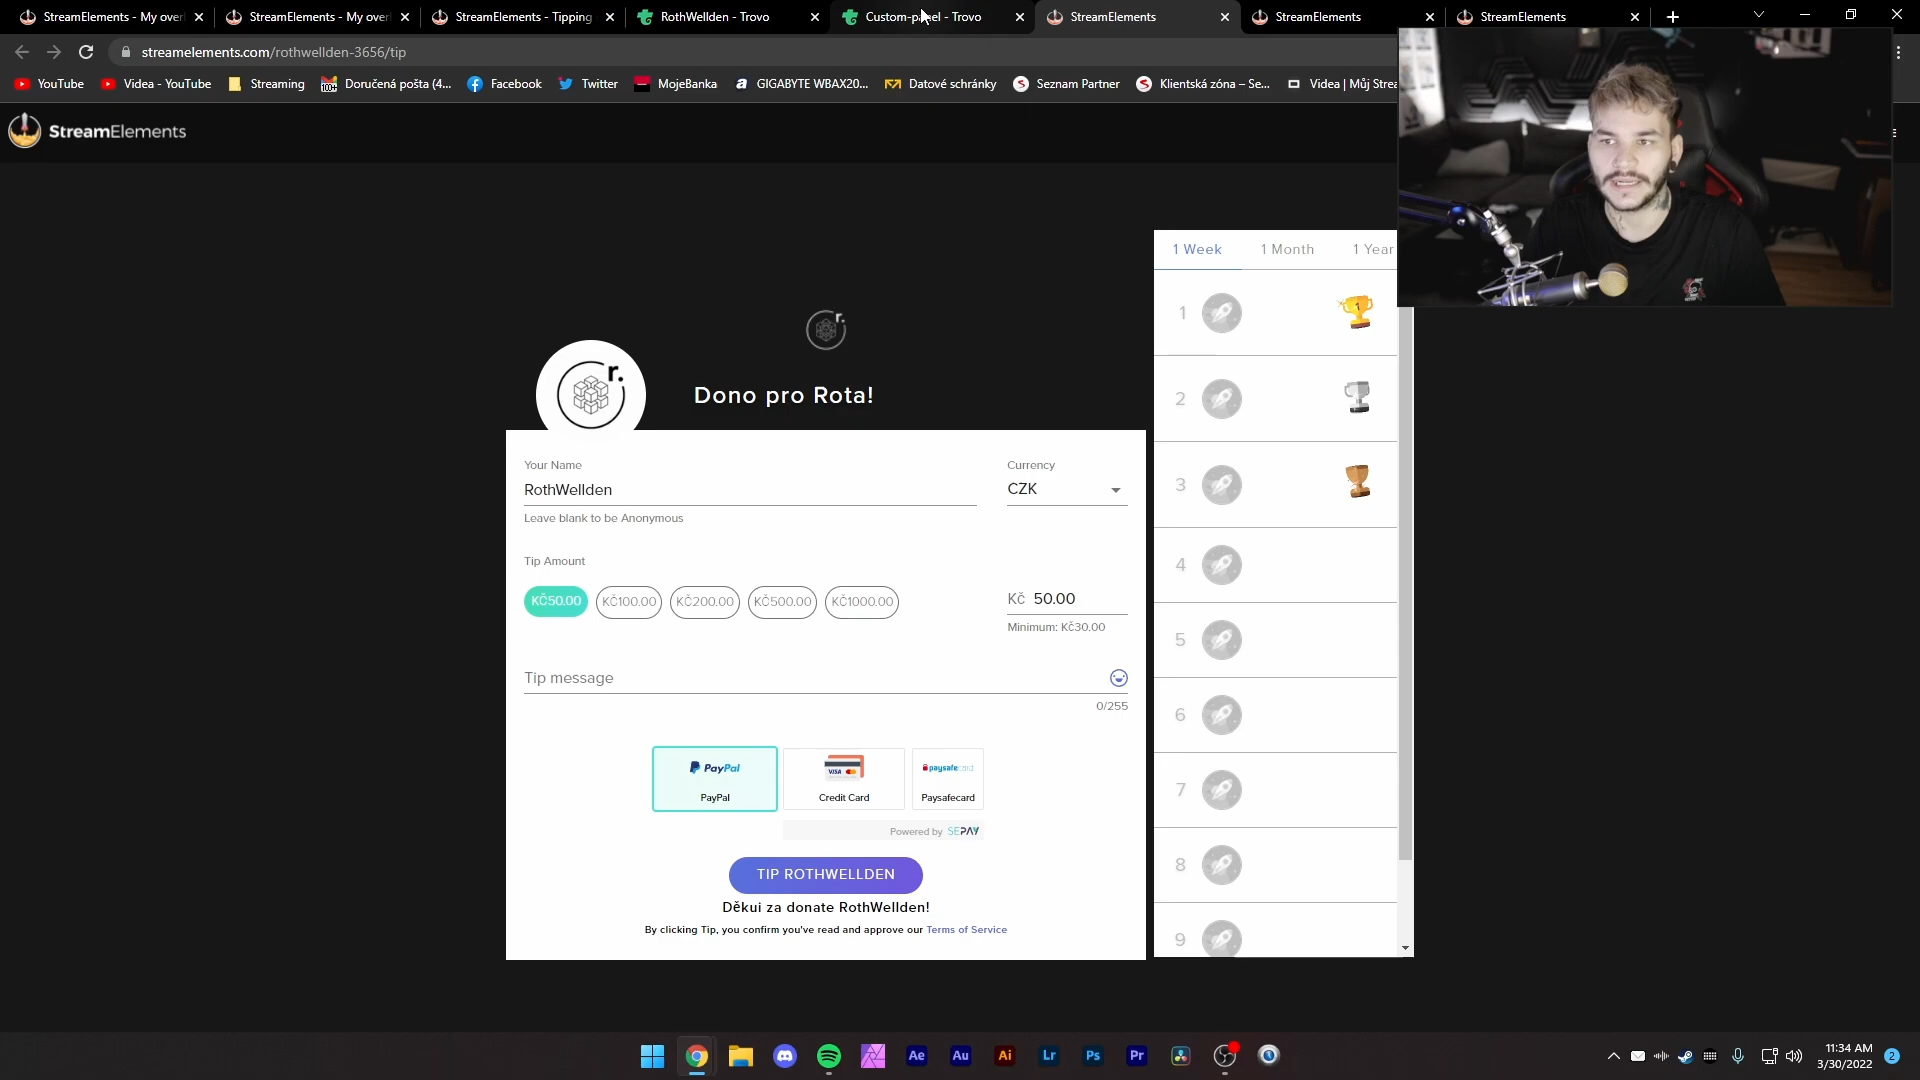 StreamElements - My over
StreamElements - My over
StreamElements - Tipping
RothWellden - Trovo
Custom-panel - Trovo
StreamElements
StreamElements
StreamElements
streamelements.com/rothwellden-3656/tip
YouTube
Videa - YouTube
Streaming
Doručená pošta (4...
Facebook
Twitter
MojeBanka
GIGABYTE WBAX20...
Datové schránky
Seznam Partner
Klientská zóna – Se...
Videa | Můj Strea
StreamElements
1 Week
1 Month
1 Year
r.
r.
Dono pro Rota!
Your Name
RothWellden
Leave blank to be Anonymous
Currency
CZK
Tip Amount
KČ50.00
KČ100.00
KČ200.00
KČ500.00
KČ1000.00
Kč 50.00
Minimum: Kč30.00
Tip message
0/255
PayPal
PayPal
VISA
Credit Card
paysafecard
Paysafecard
Powered by SEPAY
TIP ROTHWELLDEN
Děkui za donate RothWellden!
By clicking Tip, you confirm you've read and approve our Terms of Service
1
1
2
3
4
5
6
7
8
9
Ae
Au
Ai
Lr
Ps
Pr
11:34 AM
3/30/2022
2